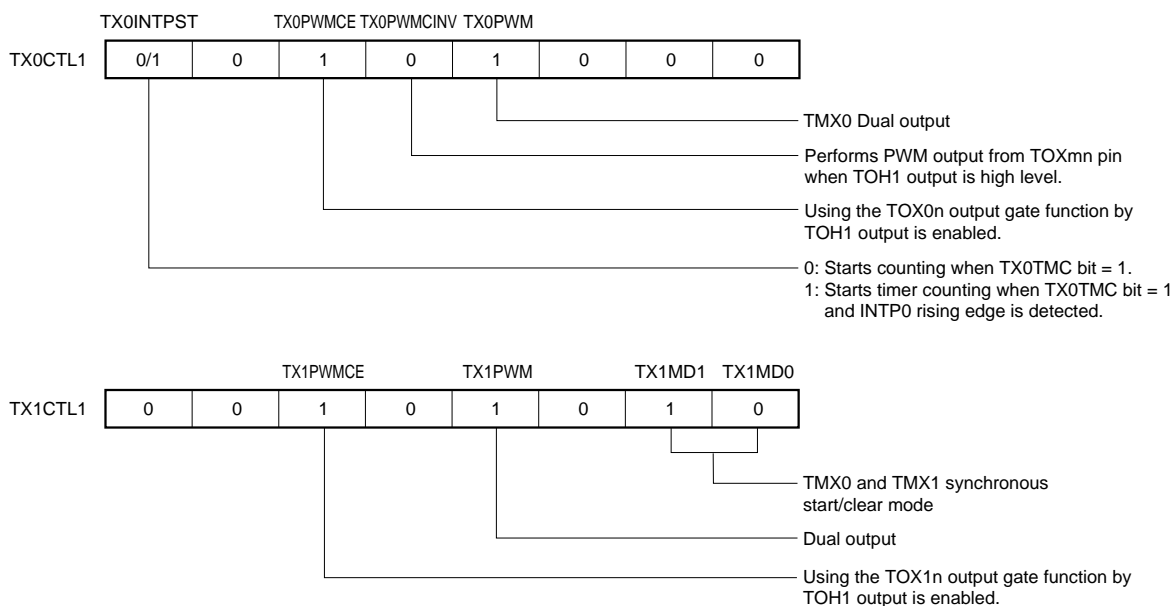 TX0INTPST TX0PWMCE TX0PWMCINV TX0PWM
TX0CTL1 0/1 0 1 0 1 0 0 0
TMX0 Dual output
Performs PWM output from TOXmn pin
when TOH1 output is high level.
Using the TOX0n output gate function by
TOH1 output is enabled.
0: Starts counting when TX0TMC bit = 1.
1: Starts timer counting when TX0TMC bit = 1
and INTP0 rising edge is detected.
TX1PWMCE TX1PWM TX1MD1 TX1MD0
TX1CTL1 0 0 1 0 1 0 1 0
TMX0 and TMX1 synchronous
start/clear mode
Dual output
Using the TOX1n output gate function by
TOH1 output is enabled.